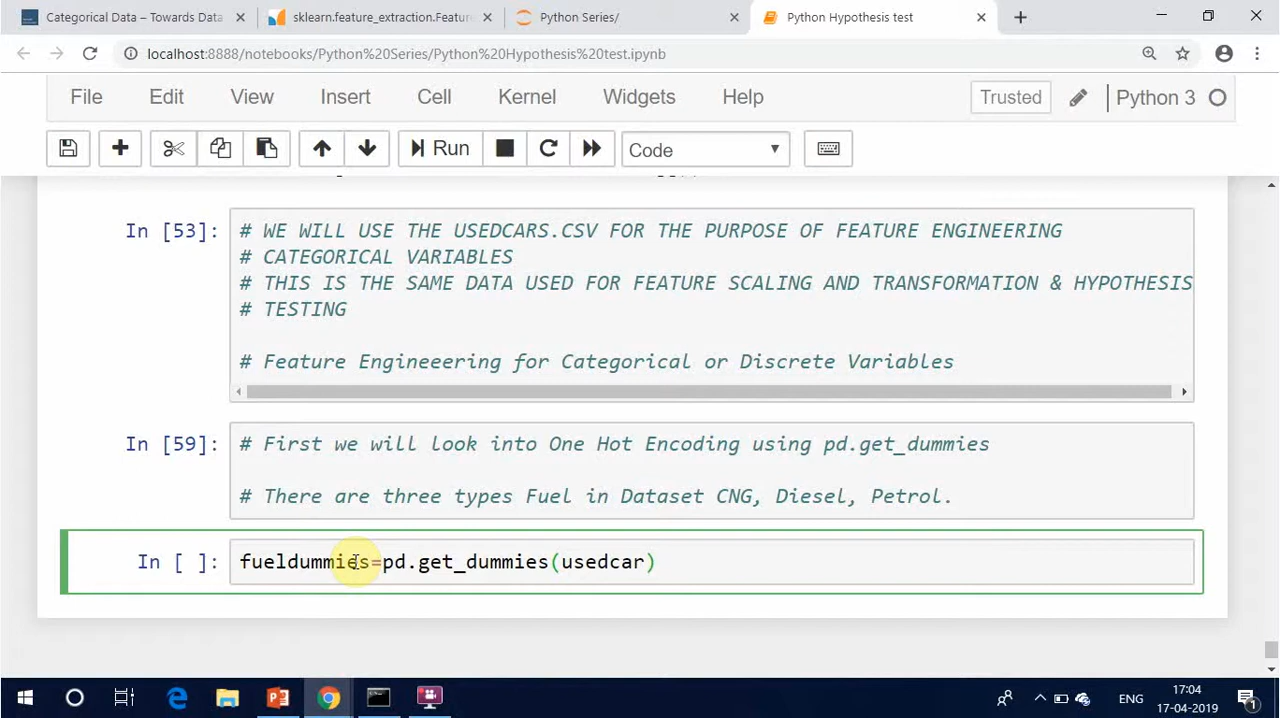 Categorical Data – Towards Data
sklearn.feature_extraction.Featur
Python Series/
Python Hypothesis test
localhost:8888/notebooks/Python%20Series/Python%20Hypothesis%20test.ipynb
File Edit View Insert Cell Kernel Widgets Help Trusted Python 3
Run Code
In [53]:
# WE WILL USE THE USEDCARS.CSV FOR THE PURPOSE OF FEATURE ENGINEERING
# CATEGORICAL VARIABLES
# THIS IS THE SAME DATA USED FOR FEATURE SCALING AND TRANSFORMATION & HYPOTHESIS
# TESTING
# Feature Engineeering for Categorical or Discrete Variables
In [59]:
# First we will look into One Hot Encoding using pd.get_dummies
# There are three types Fuel in Dataset CNG, Diesel, Petrol.
In [ ]:
fueldummies=pd.get_dummies(usedcar)
ENG
17:04
17-04-2019
1